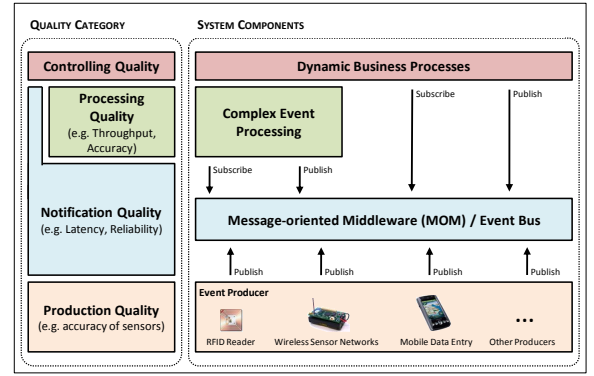 QUALITY CATEGORY
SYSTEM COMPONENTS
Controlling Quality
Dynamic Business Processes
Processing
Quality
(e.g. Throughput,
Accuracy)
Complex Event
Processing
Subscribe
Publish
Subscribe
Publish
Notification Quality
(e.g. Latency, Reliability)
Message-oriented Middleware (MOM) / Event Bus
Publish
Publish
Publish
Publish
Production Quality
(e.g. accuracy of sensors)
Event Producer
RFID Reader
Wireless Sensor Networks
Mobile Data Entry
...
Other Producers